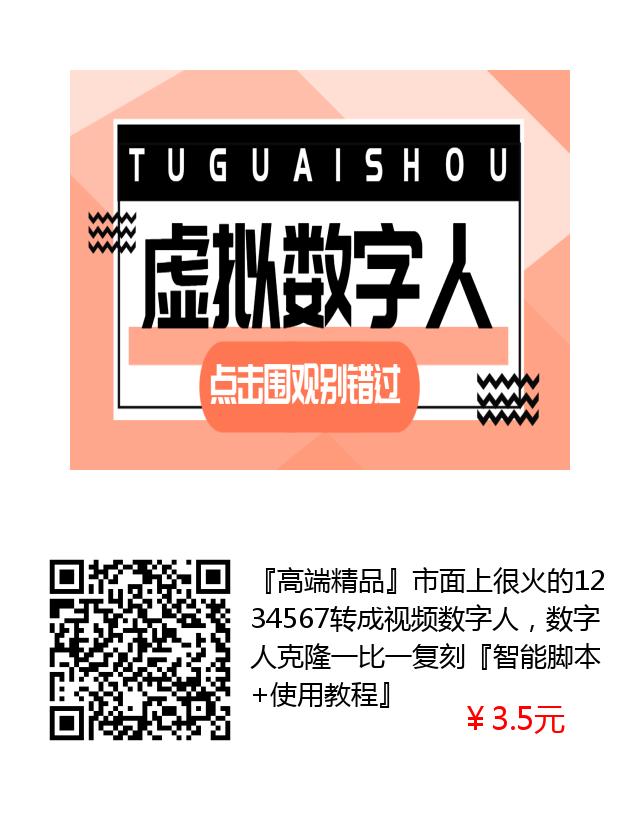 TUGUAISHOU
虚拟数字人
点击围观别错过
『高端精品』市面上很火的12
34567转成视频数字人，数字
人克隆一比一复刻『智能脚本
+使用教程』
￥3.5元